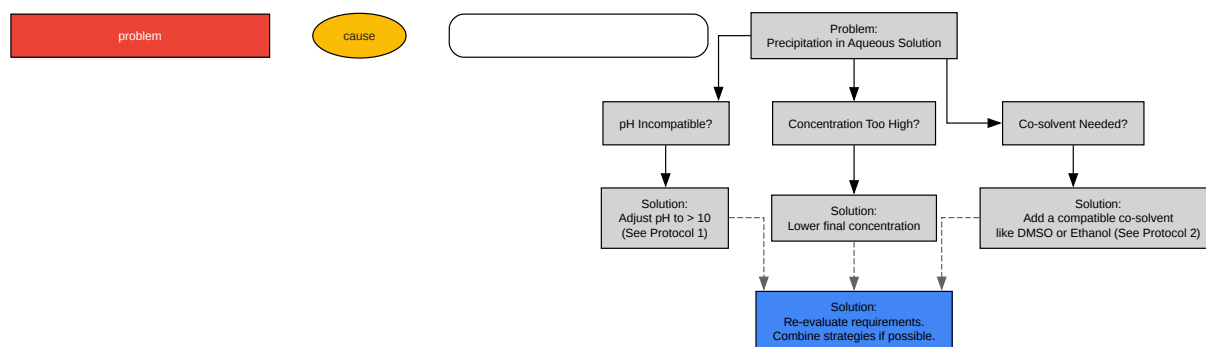 problem
cause
Problem:
Precipitation in Aqueous Solution
pH Incompatible?
Concentration Too High?
Co-solvent Needed?
Solution:
Adjust pH to > 10
(See Protocol 1)
Solution:
Lower final concentration
Solution:
Add a compatible co-solvent
like DMSO or Ethanol (See Protocol 2)
Solution:
Re-evaluate requirements.
Combine strategies if possible.